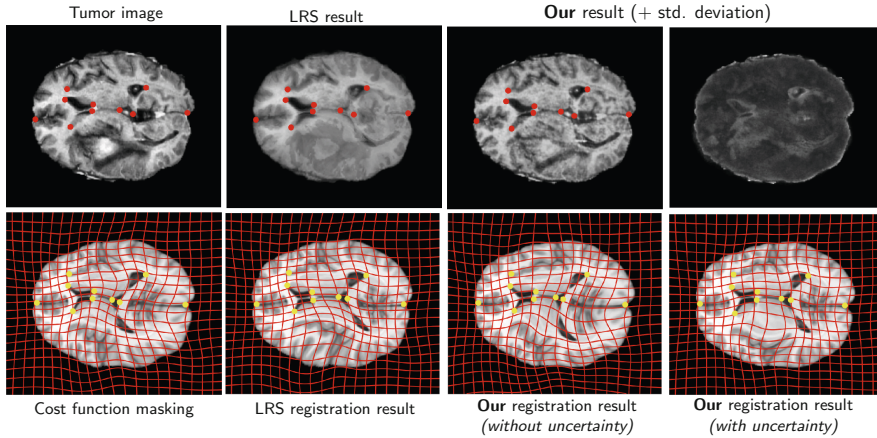 Tumor image
LRS result
Our result (+ std. deviation)
Cost function masking
LRS registration result
Our registration result
(without uncertainty)
Our registration result
(with uncertainty)